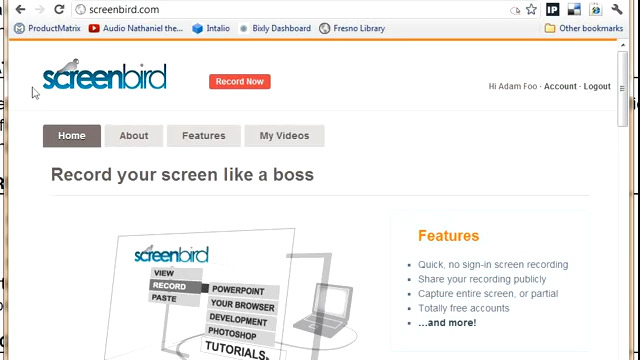 screenbird.com
ProductMatrix
Audio Nathaniel the ...
Intalio
Bixly Dashboard
Fresno Library
Other bookmarks
screenbird
Record Now
Hi Adam Foo - Account - Logout
Home
About
Features
My Videos
Record your screen like a boss
screenbird
VIEW
RECORD
PASTE
POWERPOINT
YOUR BROWSER
DEVELOPMENT
PHOTOSHOP
TUTORIALS
Features
Quick, no sign-in screen recording
Share your recording publicly
Capture entire screen, or partial
Totally free accounts
...and more!